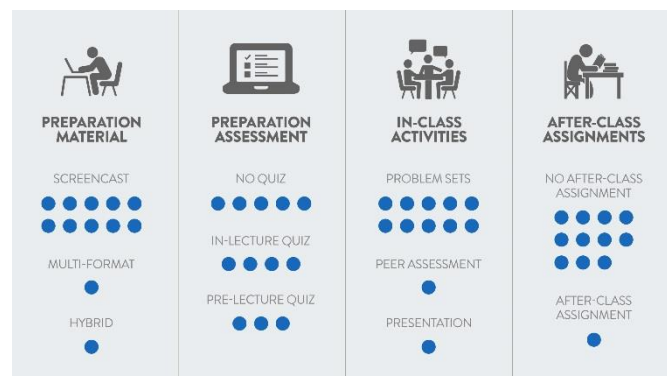 PREPARATION
MATERIAL
SCREENCAST
MULTI-FORMAT
HYBRID
PREPARATION
ASSESSMENT
NO QUIZ
IN-LECTURE QUIZ
PRE-LECTURE QUIZ
IN-CLASS
ACTIVITIES
PROBLEM SETS
PEER ASSESSMENT
PRESENTATION
AFTER-CLASS
ASSIGNMENTS
NO AFTER-CLASS
ASSIGNMENT
AFTER-CLASS
ASSIGNMENT